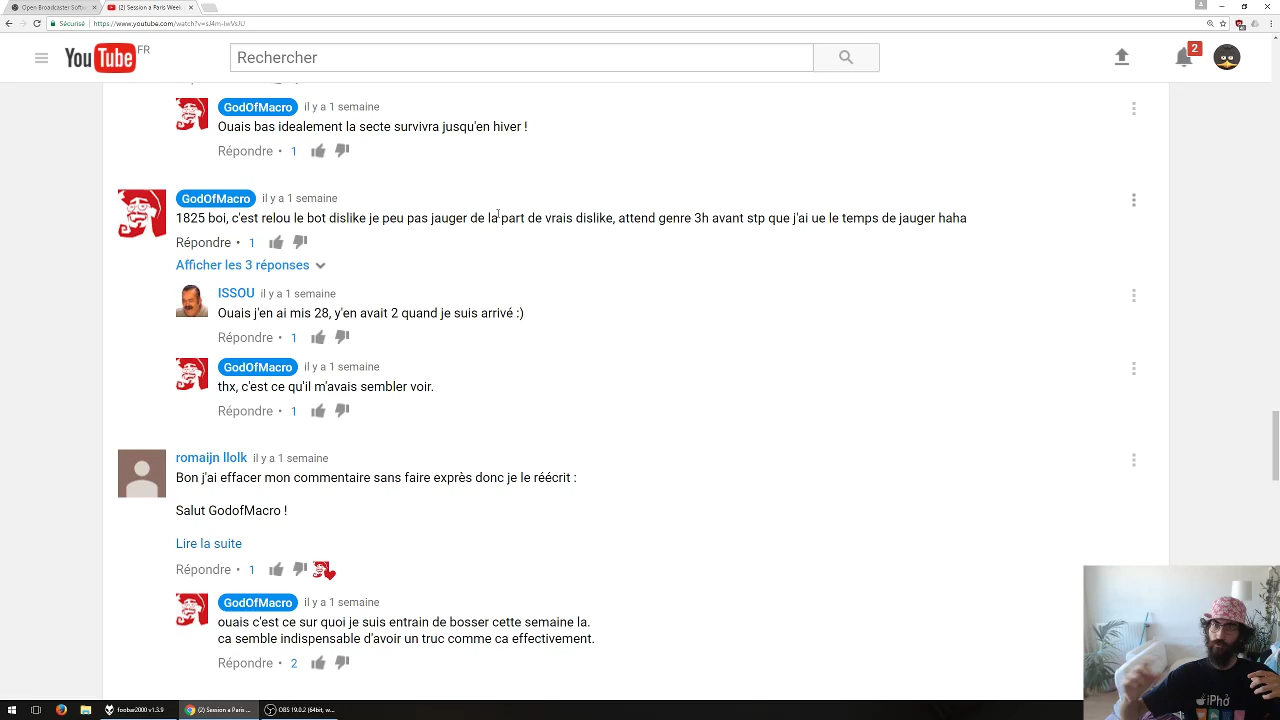 Open Broadcaster Softw
(2) Session a Paris Week
Sécurisé
https://www.youtube.com/watch?v=sJ4m-IwVsJU
YouTube FR
Rechercher
2
GodOfMacro il y a 1 semaine
Ouais bas idealement la secte survivra jusqu'en hiver !
Répondre • 1
GodOfMacro il y a 1 semaine
1825 boi, c'est relou le bot dislike je peu pas jauger de la part de vrais dislike, attend genre 3h avant stp que j'ai ue le temps de jauger haha
Répondre • 1
Afficher les 3 réponses
ISSOU il y a 1 semaine
Ouais j'en ai mis 28, y'en avait 2 quand je suis arrivé :)
Répondre • 1
GodOfMacro il y a 1 semaine
thx, c'est ce qu'il m'avais sembler voir.
Répondre • 1
romaijn llolk il y a 1 semaine
Bon j'ai effacer mon commentaire sans faire exprès donc je le réécrit :
Salut GodofMacro !
Lire la suite
Répondre • 1
GodOfMacro il y a 1 semaine
ouais c'est ce sur quoi je suis entrain de bosser cette semaine la.
ca semble indispensable d'avoir un truc comme ca effectivement.
Répondre • 2
foobar2000 v1.3.9
(2) Session a Paris ...
OBS 19.0.2 (64bit, w...